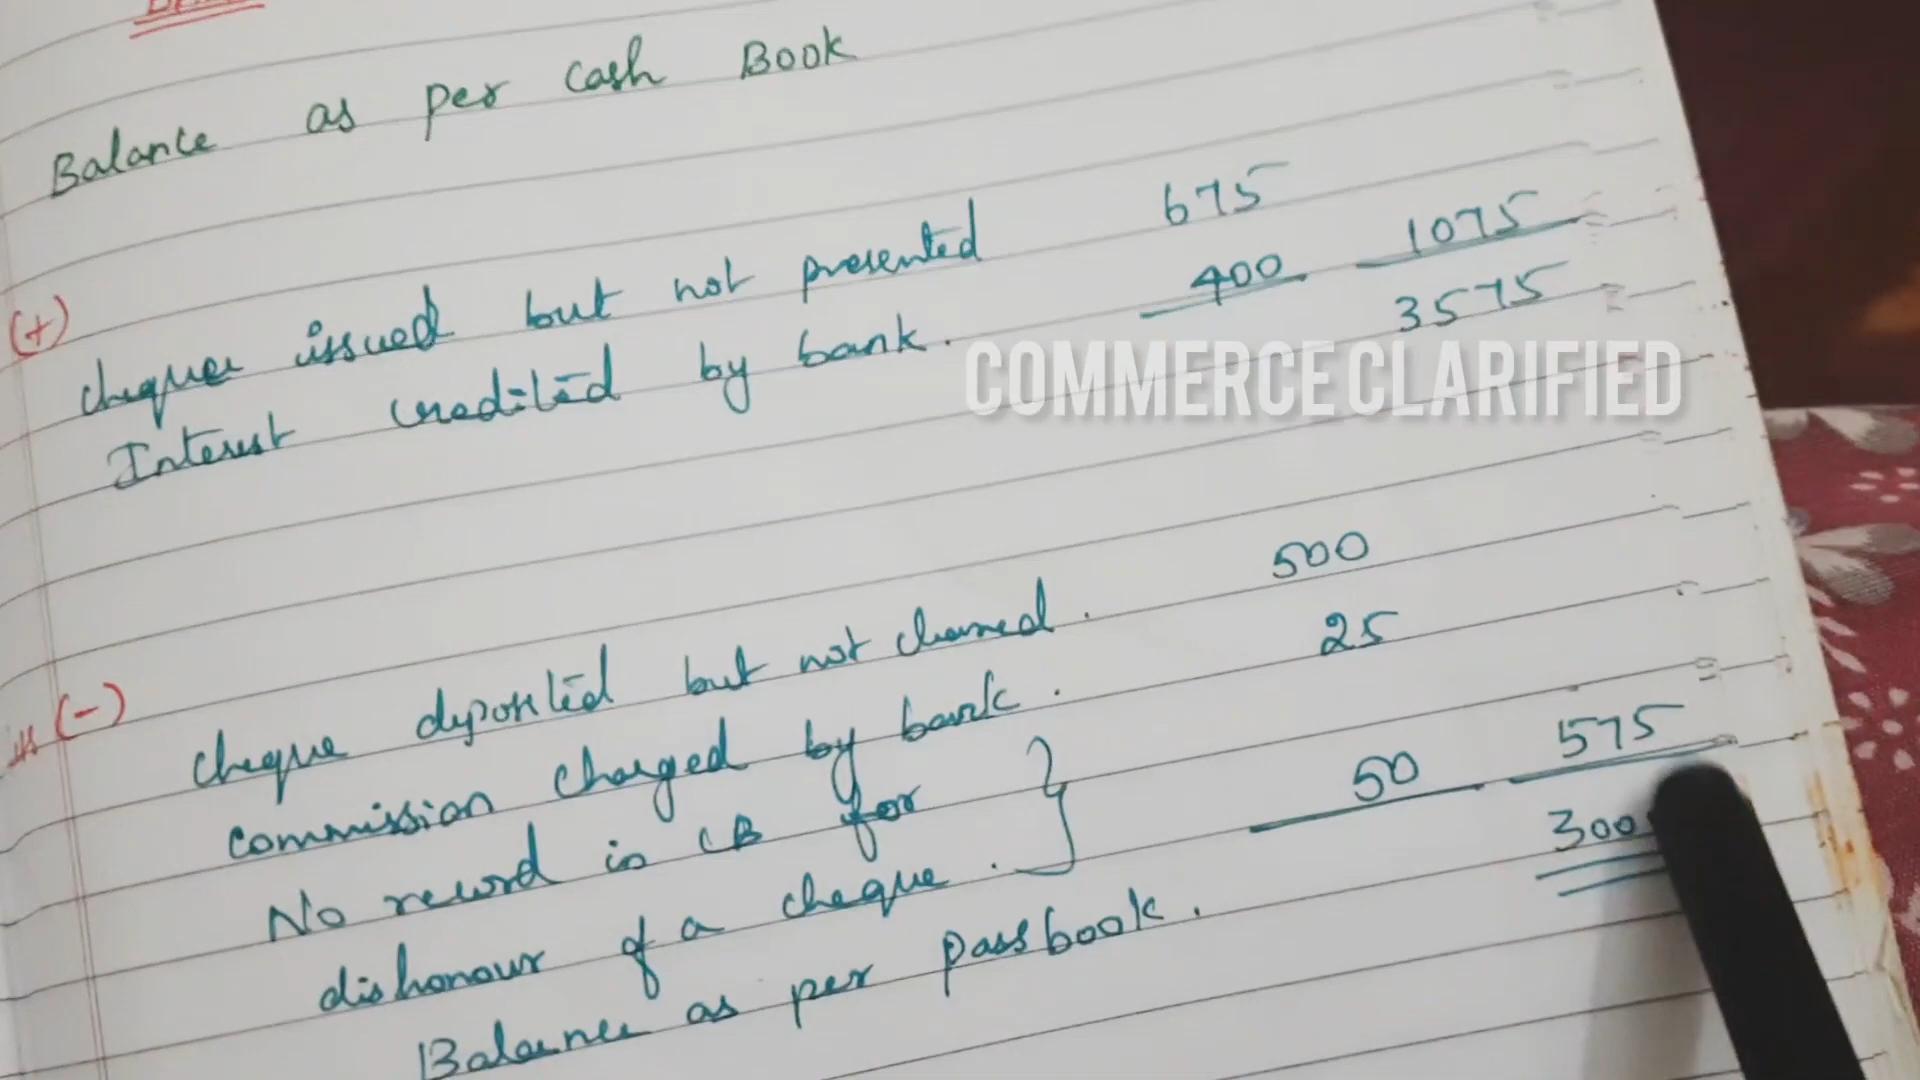 Balance as per cash Book
(+)
cheque issued but not presented 675
Interest credited by bank. 400 1075
3575
COMMERCE CLARIFIED
(-)
cheque deposited but not cleared. 500
commission charged by bank. 25
No record in CB for
dishonour of a cheque. } 50 575
Balance as per passbook. 300